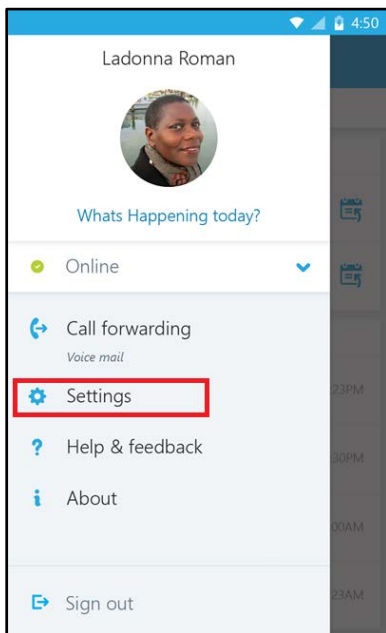 4:50
Ladonna Roman
Whats Happening today?
Online
Call forwarding
Voice mail
Settings
23PM
Help & feedback
30PM
About
00AM
Sign out
23AM